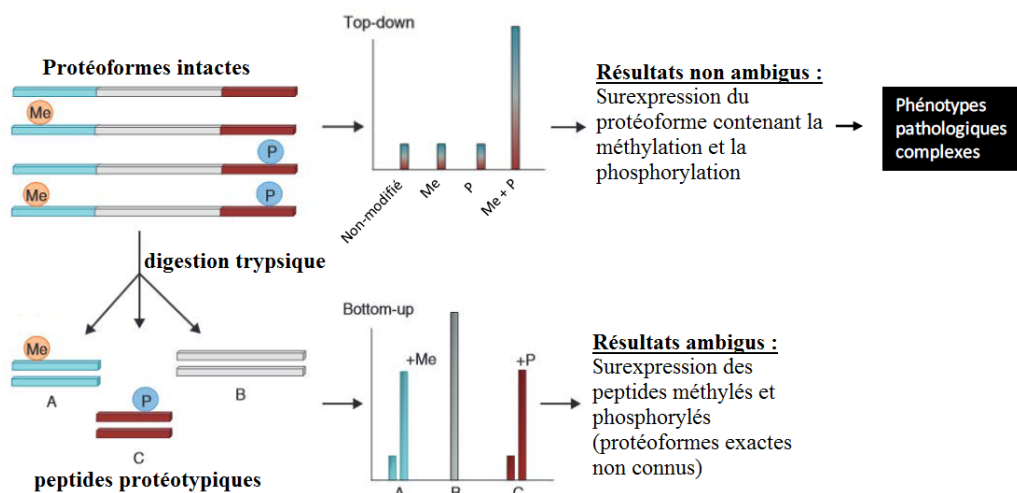 Protéoformes intactes
Me
P
Me
P
digestion trypsique
Me
A
B
P
C
peptides protéotypiques
Top-down
Non-modifié
Me
P
Me + P
Résultats non ambigus :
Surexpression du
protéoforme contenant la
méthylation et la
phosphorylation
Phénotypes
pathologiques
complexes
Bottom-up
+Me
+P
A
B
C
Résultats ambigus :
Surexpression des
peptides méthylés et
phosphorylés
(protéoformes exactes
non connus)